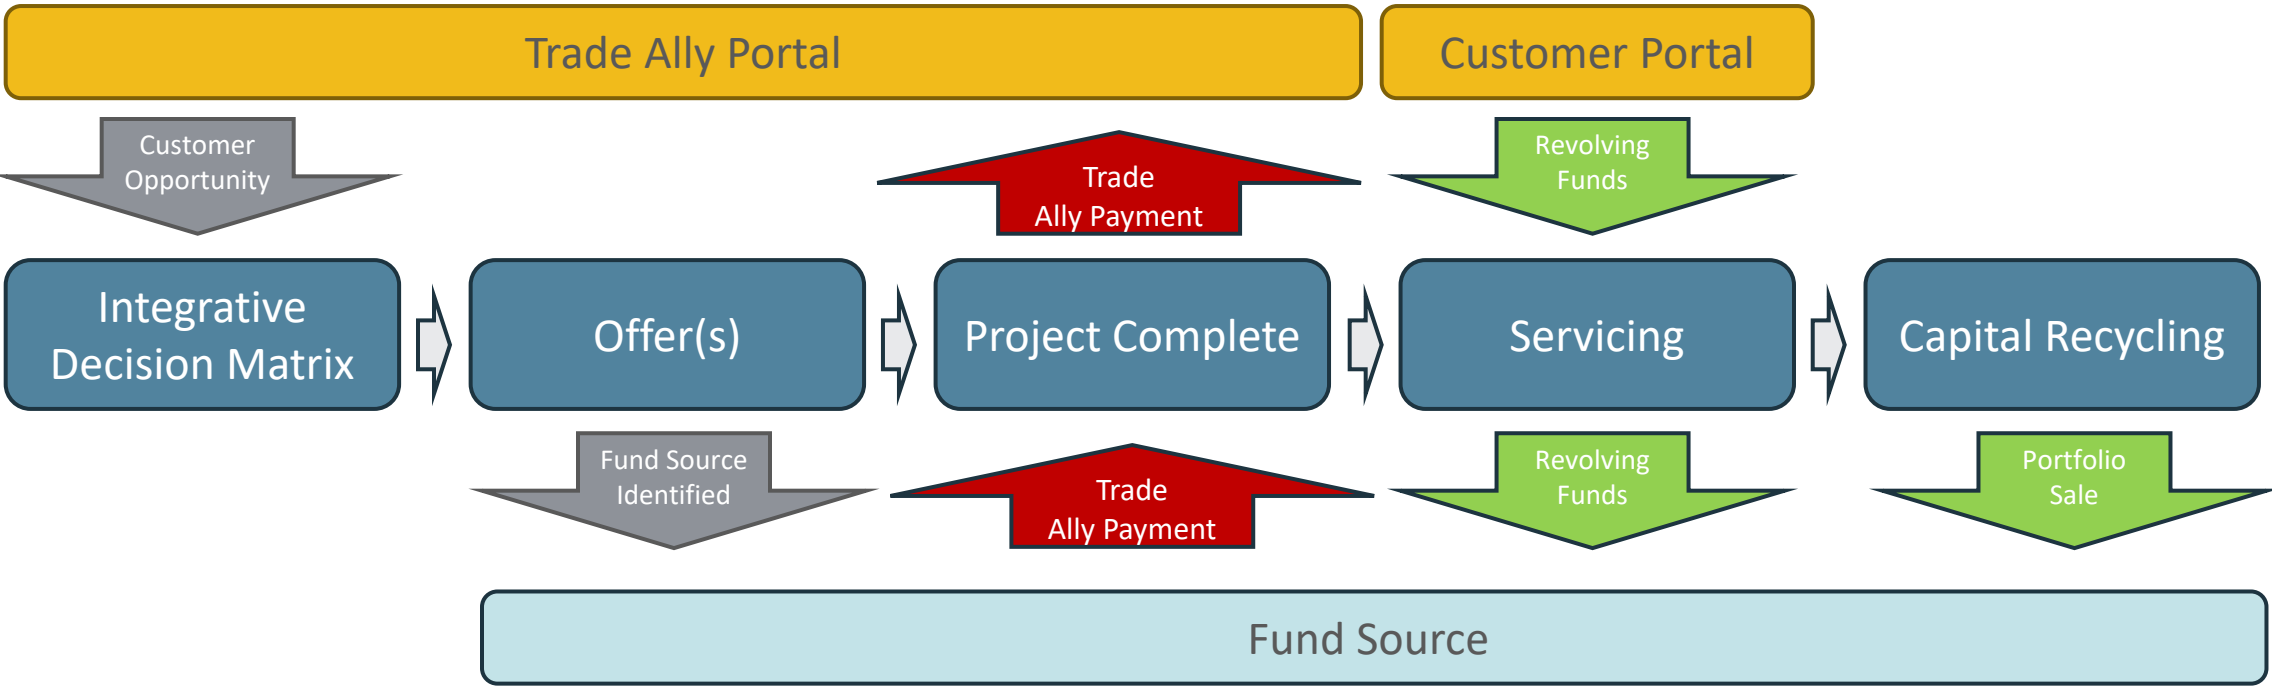 Trade Ally Portal
Customer Portal
Customer
Opportunity
Trade
Ally Payment
Revolving
Funds
Integrative
Decision Matrix
Offer(s)
Project Complete
Servicing
Capital Recycling
Fund Source
Identified
Trade
Ally Payment
Revolving
Funds
Portfolio
Sale
Fund Source